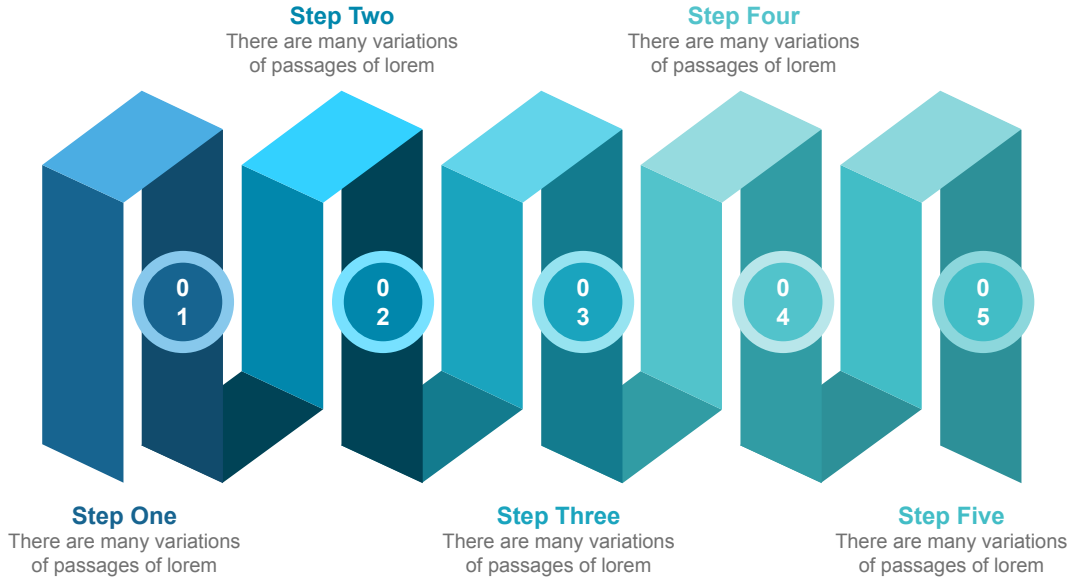 Step Two
There are many variations
of passages of lorem
Step Four
There are many variations
of passages of lorem
0
1
0
2
0
3
0
4
0
5
Step One
There are many variations
of passages of lorem
Step Three
There are many variations
of passages of lorem
Step Five
There are many variations
of passages of lorem